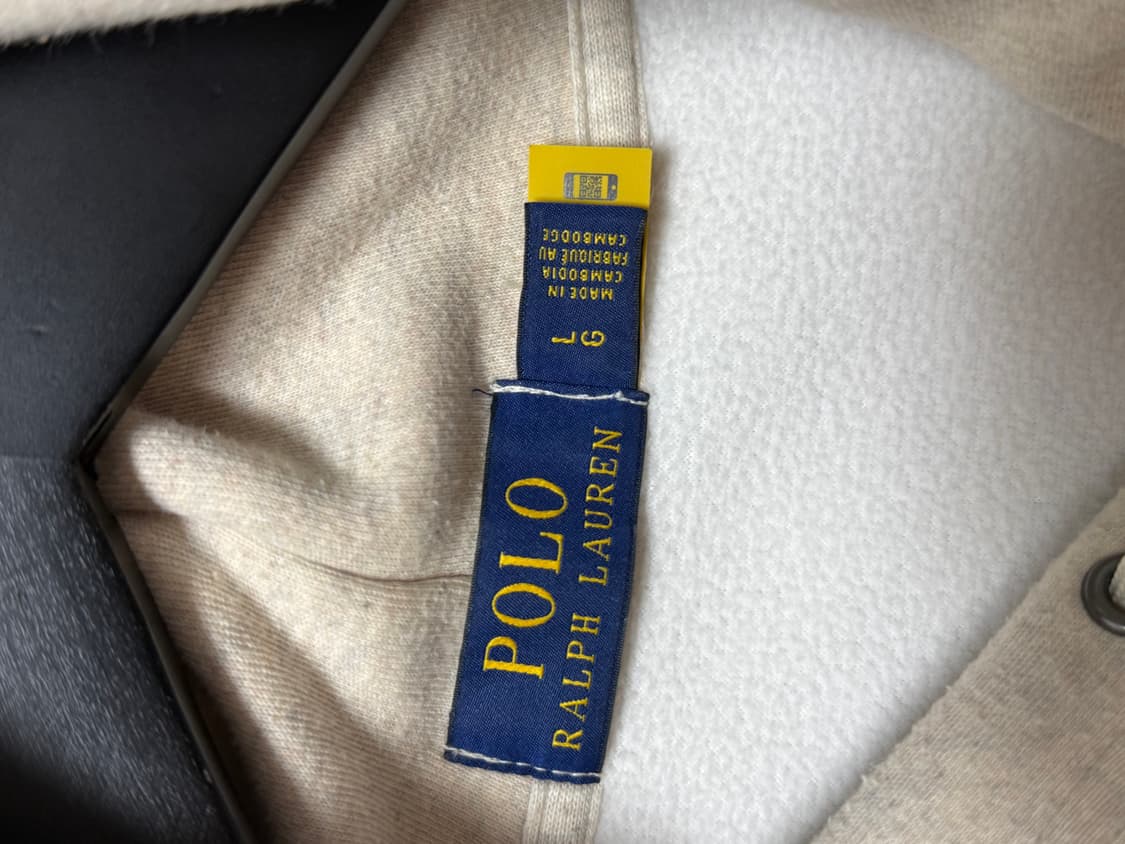 POLO
RALPH LAUREN
L
G
MADE IN
CAMBODIA
FABRIQUÉ AU
CAMBODGE